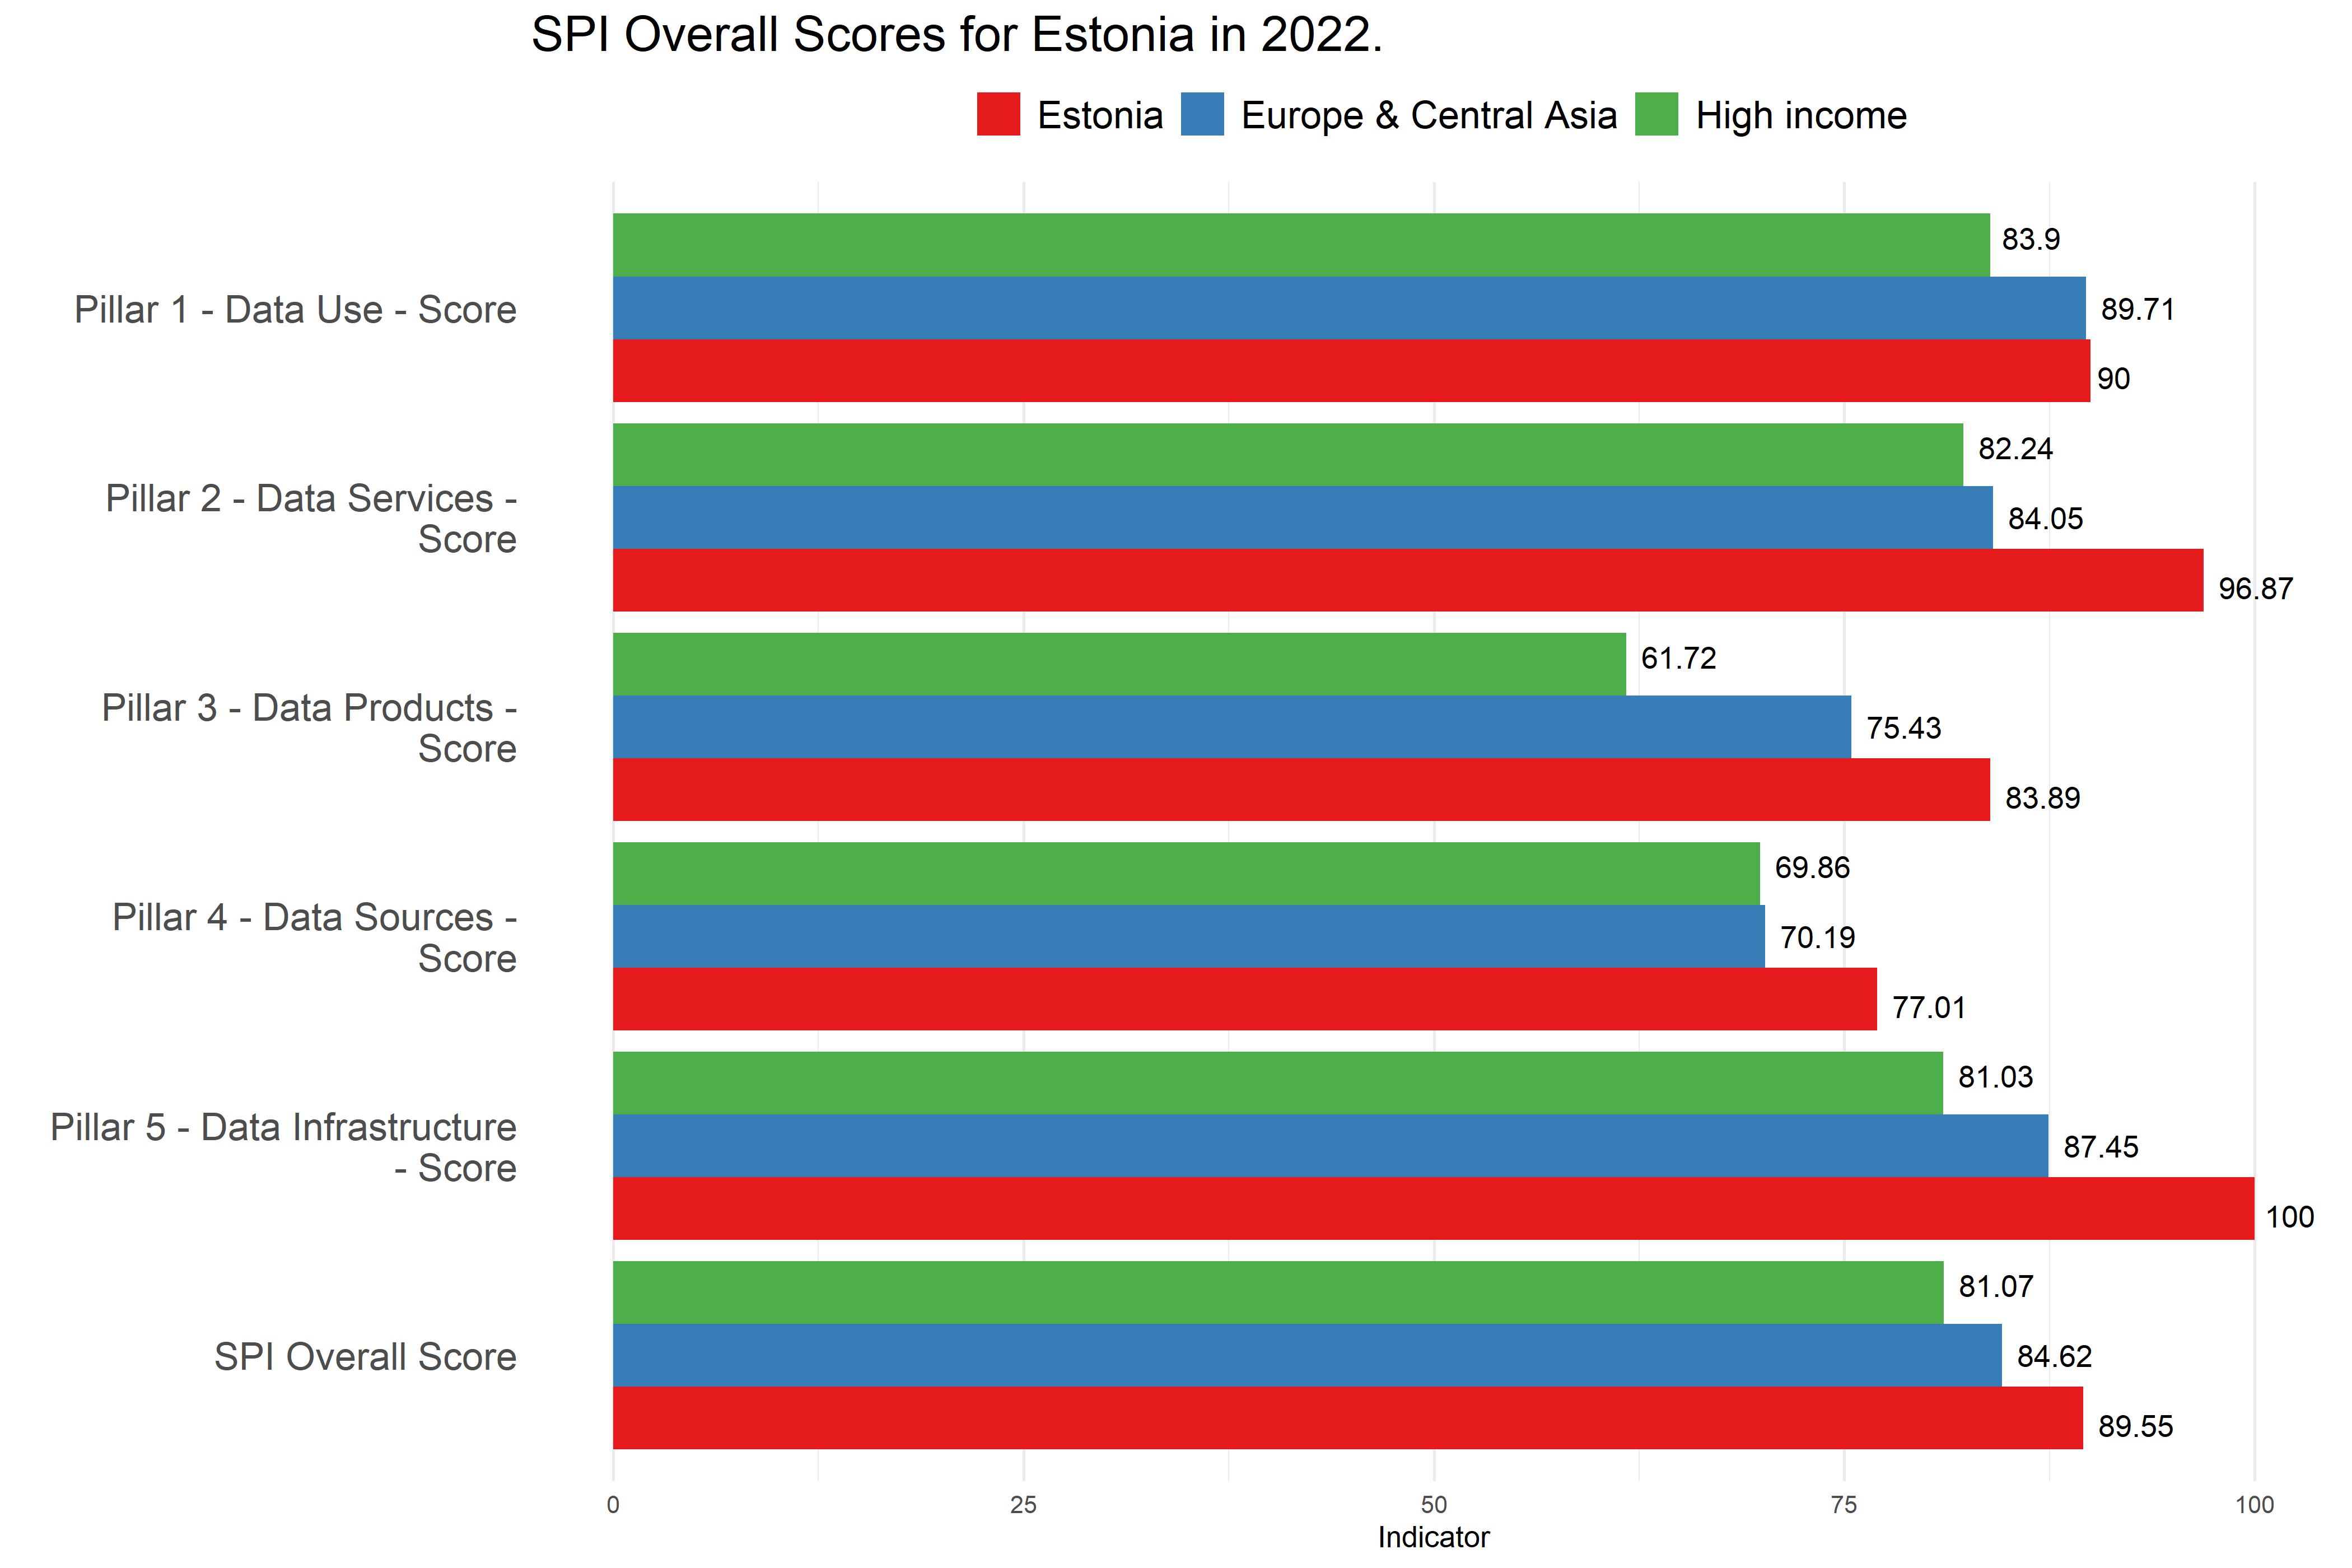 SPI Overall Scores for Estonia in 2022.
Estonia Europe & Central Asia High income
Pillar 1 - Data Use - Score
83.9
89.71
90
Pillar 2 - Data Services -
Score
82.24
84.05
96.87
Pillar 3 - Data Products -
Score
61.72
75.43
83.89
Pillar 4 - Data Sources -
Score
69.86
70.19
77.01
Pillar 5 - Data Infrastructure
- Score
81.03
87.45
100
SPI Overall Score
81.07
84.62
89.55
0 25 50 75 100
Indicator